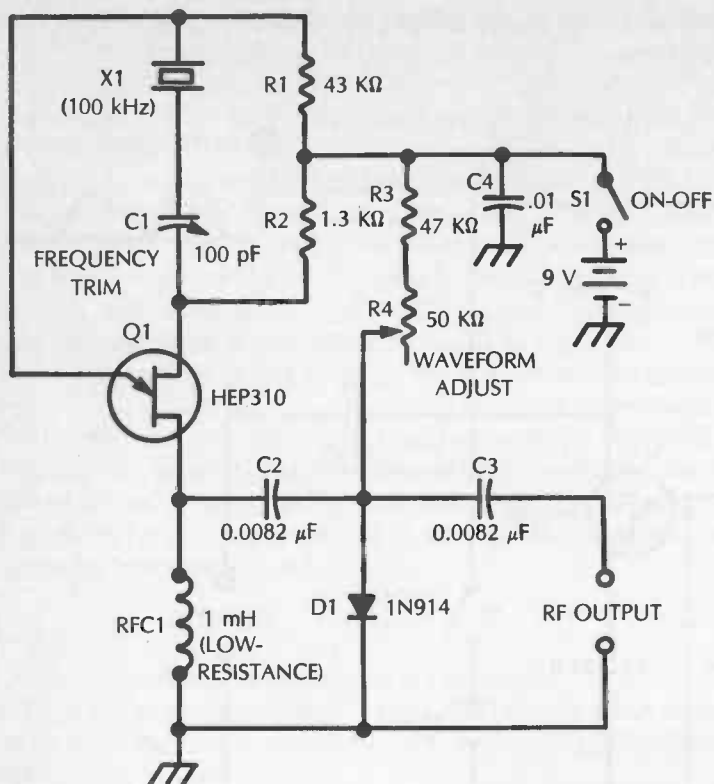 X1
(100 kHz)
R1
43 KΩ
C1
100 pF
FREQUENCY
TRIM
R2
1.3 KΩ
R3
47 KΩ
C4
.01
μF
S1
ON-OFF
+
9 V
−
R4
50 KΩ
WAVEFORM
ADJUST
Q1
HEP310
C2
0.0082 μF
C3
0.0082 μF
RFC1
1 mH
(LOW-
RESISTANCE)
D1
1N914
RF OUTPUT